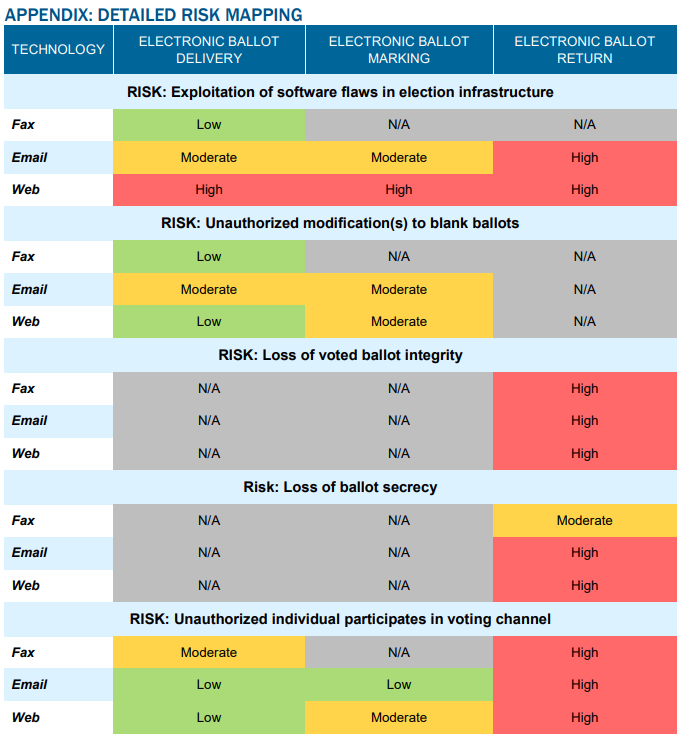 APPENDIX: DETAILED RISK MAPPING
TECHNOLOGY ELECTRONIC BALLOT DELIVERY ELECTRONIC BALLOT MARKING ELECTRONIC BALLOT RETURN
RISK: Exploitation of software flaws in election infrastructure
Fax Low N/A N/A
Email Moderate Moderate High
Web High High High
RISK: Unauthorized modification(s) to blank ballots
Fax Low N/A N/A
Email Moderate Moderate N/A
Web Low Moderate N/A
RISK: Loss of voted ballot integrity
Fax N/A N/A High
Email N/A N/A High
Web N/A N/A High
Risk: Loss of ballot secrecy
Fax N/A N/A Moderate
Email N/A N/A High
Web N/A N/A High
RISK: Unauthorized individual participates in voting channel
Fax Moderate N/A High
Email Low Low High
Web Low Moderate High